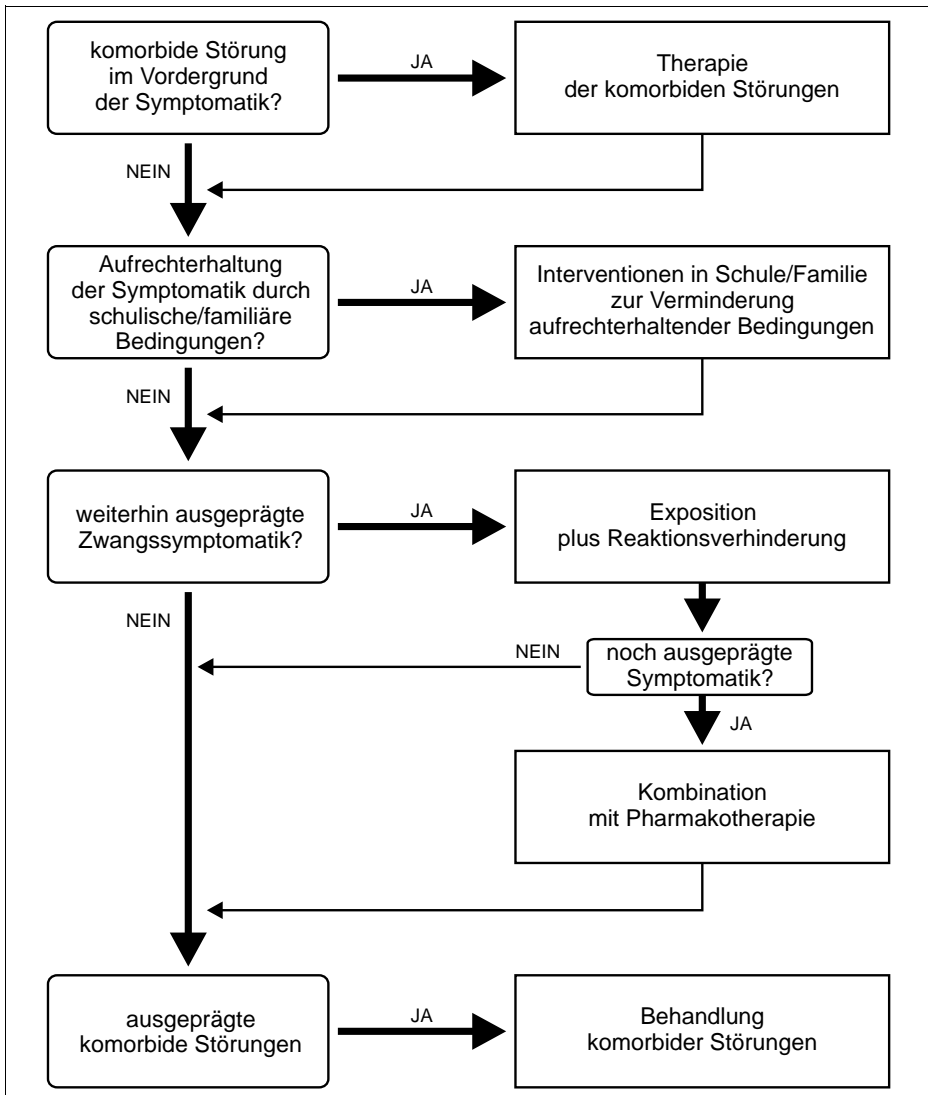 komorbide Störung
im Vordergrund
der Symptomatik?
JA
Therapie
der komorbiden Störungen
NEIN
Aufrechterhaltung
der Symptomatik durch
schulische/familiäre
Bedingungen?
JA
Interventionen in Schule/Familie
zur Verminderung
aufrechterhaltender Bedingungen
NEIN
weiterhin ausgeprägte
Zwangssymptomatik?
JA
Exposition
plus Reaktionsverhinderung
NEIN
NEIN
noch ausgeprägte
Symptomatik?
JA
Kombination
mit Pharmakotherapie
ausgeprägte
komorbide Störungen
JA
Behandlung
komorbider Störungen